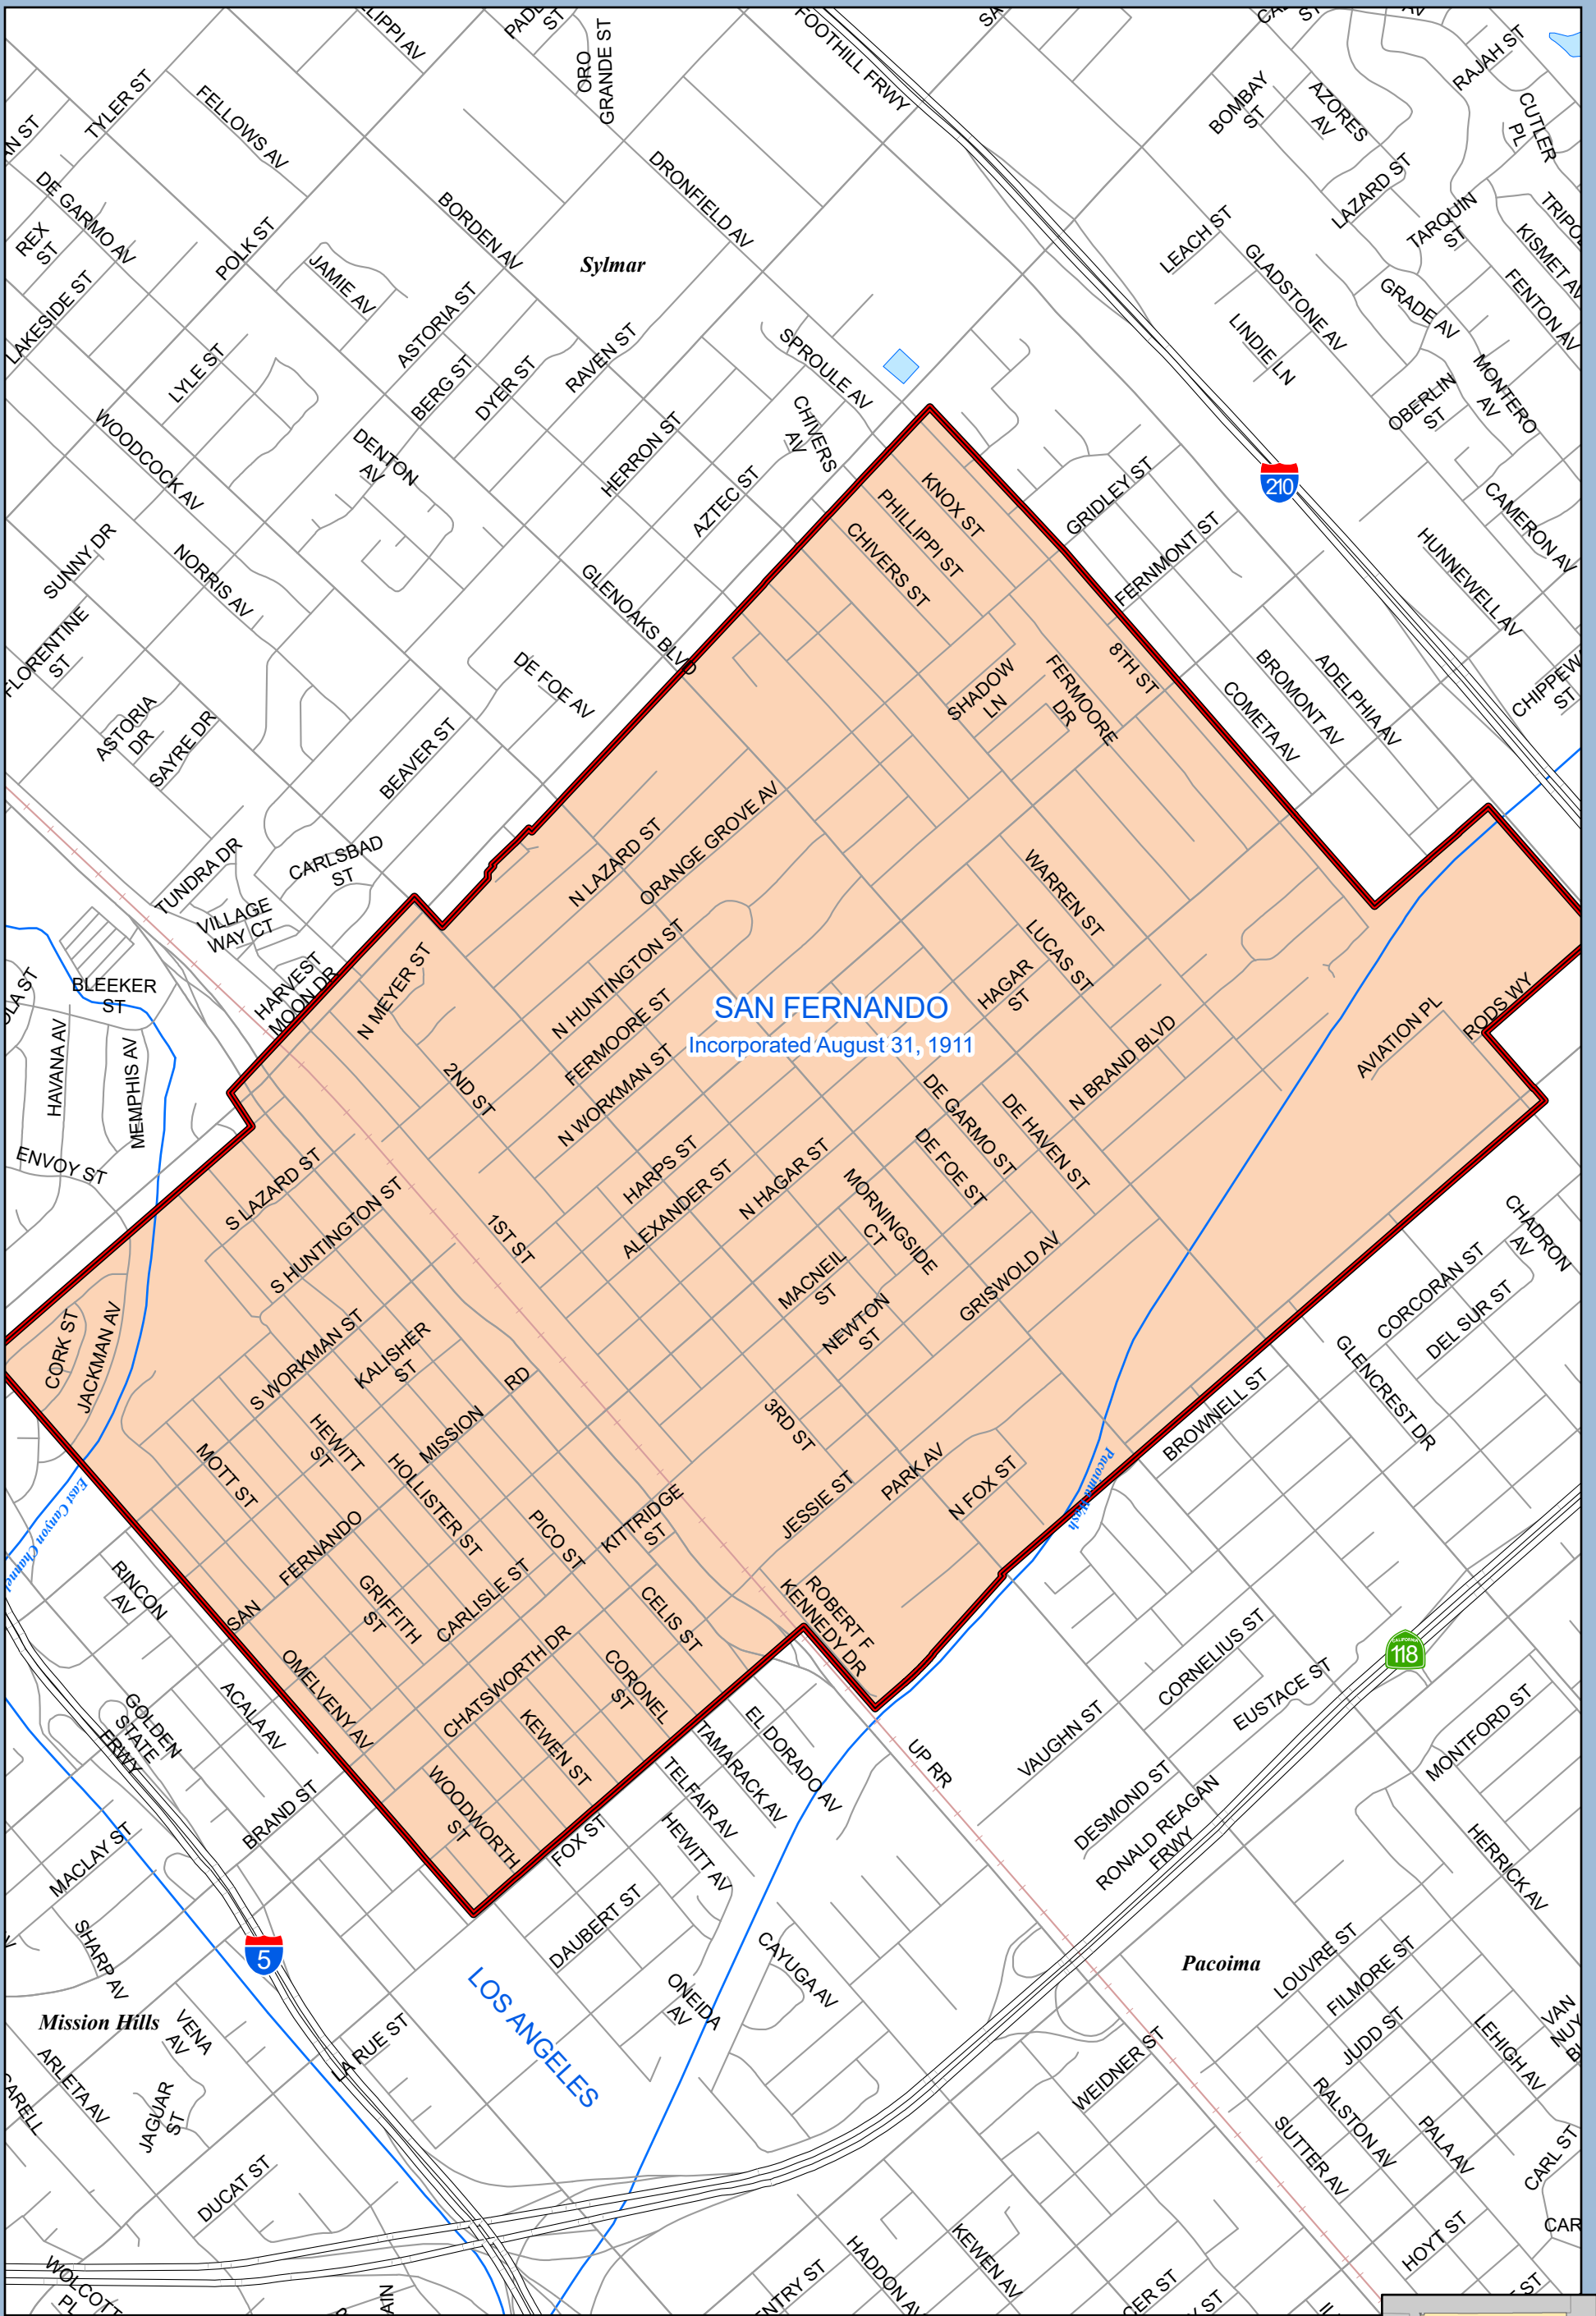 FOOTHILL FRWY
ORO
GRANDE ST
TYLER ST
FELLOWS AV
RAJAH ST
BOMBAY
ST
AZORES
AV
CUTLER
PL
DE GARMO AV
REX
ST
POLK ST
BORDEN AV
DRONFIELD AV
LAZARD ST
TARQUIN
ST
KISMET AV
FENTON AV
Sylmar
JAMIE AV
LEACH ST
GLADSTONE AV
GRADE AV
LAKESIDE ST
LYLE ST
ASTORIA ST
BERG ST
DYER ST
RAVEN ST
SPROULE AV
LINDIE LN
MONTERO
AV
OBERLIN
ST
WOODCOCK AV
DENTON
AV
HERRON ST
CHIVERS
AV
AZTEC ST
KNOX ST
PHILLIPPI ST
CHIVERS ST
GRIDLEY ST
FERNMONT ST
210
CAMERON AV
HUNNEWELL AV
SUNNY DR
NORRIS AV
FLORENTINE
ST
GLENOAKS BLVD
DE FOE AV
8TH ST
SHADOW
LN
FERMOORE
DR
BROMONT AV
ADELPHIA AV
COMETA AV
ASTORIA
DR
SAYRE DR
BEAVER ST
TUNDRA DR
CARLSBAD
ST
VILLAGE
WAY CT
HARVEST
MOON DR
N LAZARD ST
ORANGE GROVE AV
WARREN ST
LUCAS ST
BLEEKER
ST
N MEYER ST
N HUNTINGTON ST
FERMOORE ST
N WORKMAN ST
SAN FERNANDO
Incorporated August 31, 1911
HAGAR
ST
N BRAND BLVD
AVIATION PL
RODS WY
HAVANA AV
MEMPHIS AV
ENVOY ST
2ND ST
DE GARMO ST
DE HAVEN ST
DE FOE ST
S LAZARD ST
S HUNTINGTON ST
1ST ST
HARPS ST
ALEXANDER ST
N HAGAR ST
MORNINGSIDE
CT
MACNEIL
ST
NEWTON
ST
GRISWOLD AV
CHADRON
AV
CORCORAN ST
DEL SUR ST
GLENCREST DR
BROWNELL ST
CORK ST
JACKMAN AV
S WORKMAN ST
KALISHER
ST
SAN
FERNANDO
MISSION
RD
MOTT ST
HEWITT
ST
HOLLISTER ST
PICO ST
KITTRIDGE
ST
3RD ST
JESSIE ST
PARK AV
N FOX ST
Pacoima Wash
East Canyon Channel
RINCON
AV
GRIFFITH
ST
CARLISLE ST
CELIS ST
ROBERT F
KENNEDY DR
OMELVENY AV
CHATSWORTH DR
CORONEL
ST
KEWEN ST
WOODWORTH
ST
GOLDEN
STATE
FRWY
ACALA AV
BRAND ST
MACLAY ST
FOX ST
TAMARACK AV
ELDORADO AV
TELFAIR AV
HEWITT AV
UP RR
VAUGHN ST
CORNELIUS ST
EUSTACE ST
CALIFORNIA
118
DESMOND ST
RONALD REAGAN
FRWY
MONTFORD ST
HERRICK AV
SHARP AV
5
DAUBERT ST
CAYUGA AV
ONEIDA
AV
LOS ANGELES
Pacoima
LOUVRE ST
FILMORE ST
JUDD ST
LEHIGH AV
Mission Hills
VENA
AV
LA RUE ST
ARLETA AV
JAGUAR
ST
DUCAT ST
WEIDNER ST
RALSTON AV
SUTTER AV
PALA AV
CARL ST
HOYT ST
WOLCOTT
PL
HADDON AV
KEWEN AV